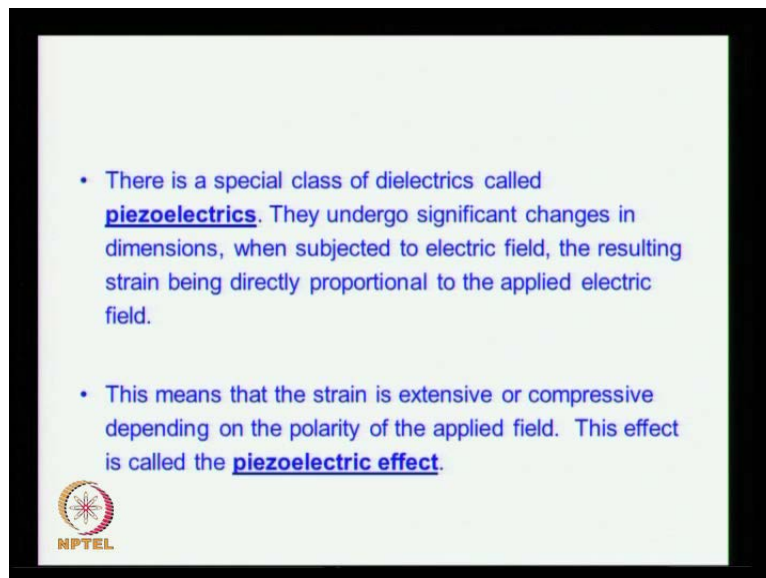 • There is a special class of dielectrics called
piezoelectrics. They undergo significant changes in
dimensions, when subjected to electric field, the resulting
strain being directly proportional to the applied electric
field.
• This means that the strain is extensive or compressive
depending on the polarity of the applied field. This effect
is called the piezoelectric effect.
NPTEL